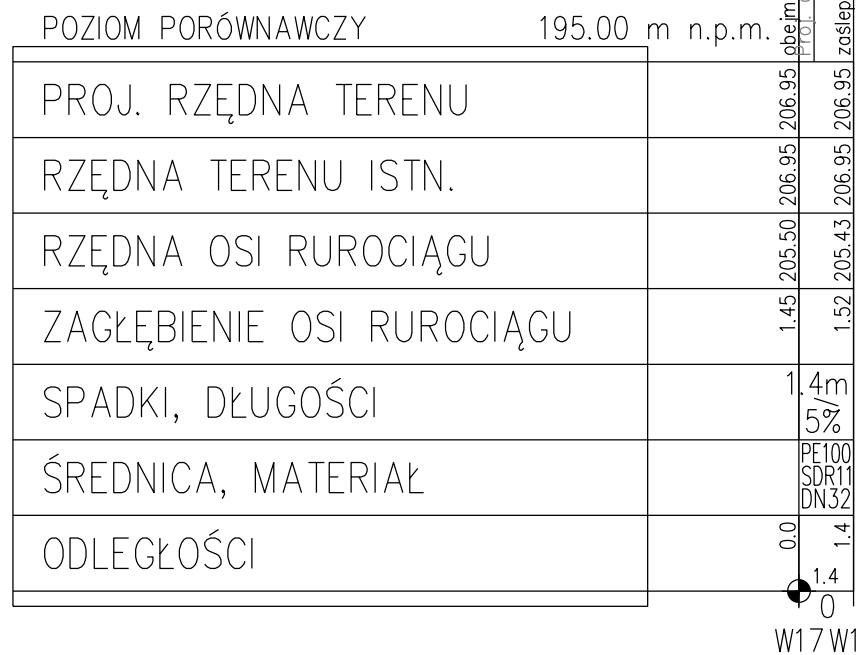 POZIOM PORÓWNAWCZY 195.00 m n.p.m.
PROJ. RZĘDNA TERENU 206.95 206.95
RZĘDNA TERENU ISTN. 206.95 206.95
RZĘDNA OSI RUROCIĄGU 205.50 205.43
ZAGŁĘBIENIE OSI RUROCIĄGU 1.45 1.52
SPADKI, DŁUGOŚCI 1.4m
5%
ŚREDNICA, MATERIAŁ PE100
SDR11
DN32
ODLEGŁOŚCI 0.0 1.4
1.4
0
W17 W1